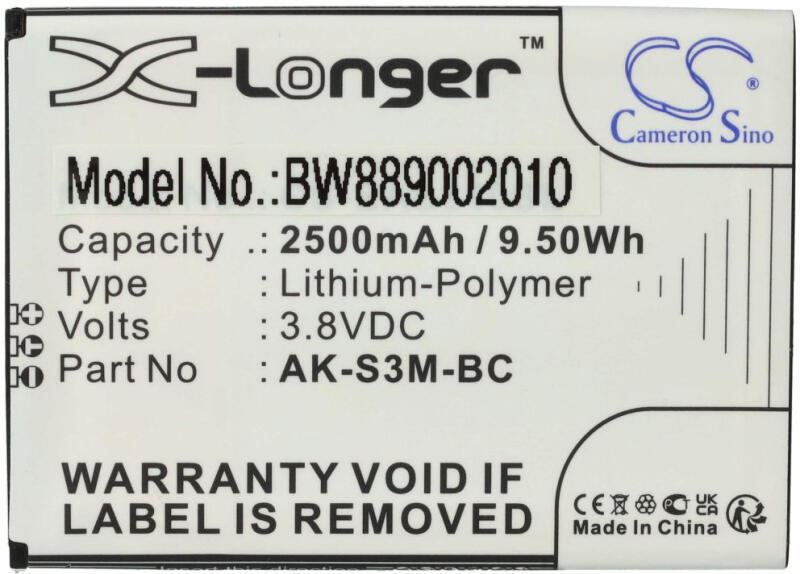 X-Longer™
CS®
Cameron Sino
Model No.:BW889002010
Capacity .: 2500mAh / 9.50Wh
Type : Lithium-Polymer
Volts : 3.8VDC
Part No : AK-S3M-BC
WARRANTY VOID IF
LABEL IS REMOVED
CE UK CA
Made In China